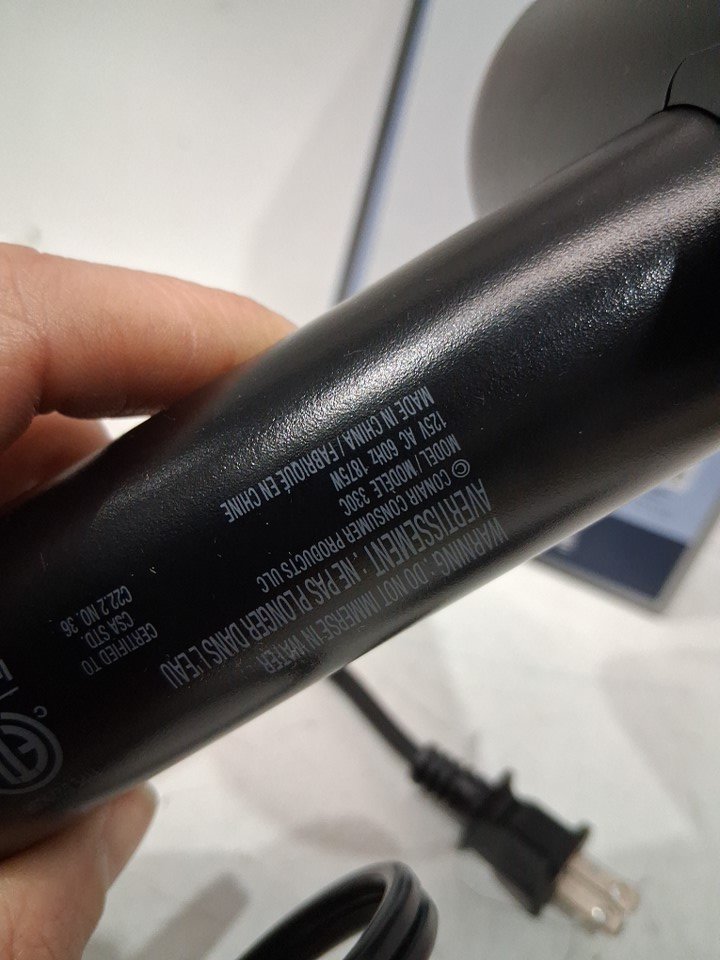 WARNING : DO NOT IMMERSE IN WATER
AVERTISSEMENT : NE PAS PLONGER DANS L'EAU
© CONAIR CONSUMER PRODUCTS ULC
MODEL / MODÈLE 330C
125V AC 60HZ 1875W
MADE IN CHINA / FABRIQUÉ EN CHINE
CERTIFIED TO
CSA STD
C22.2 NO. 36
C